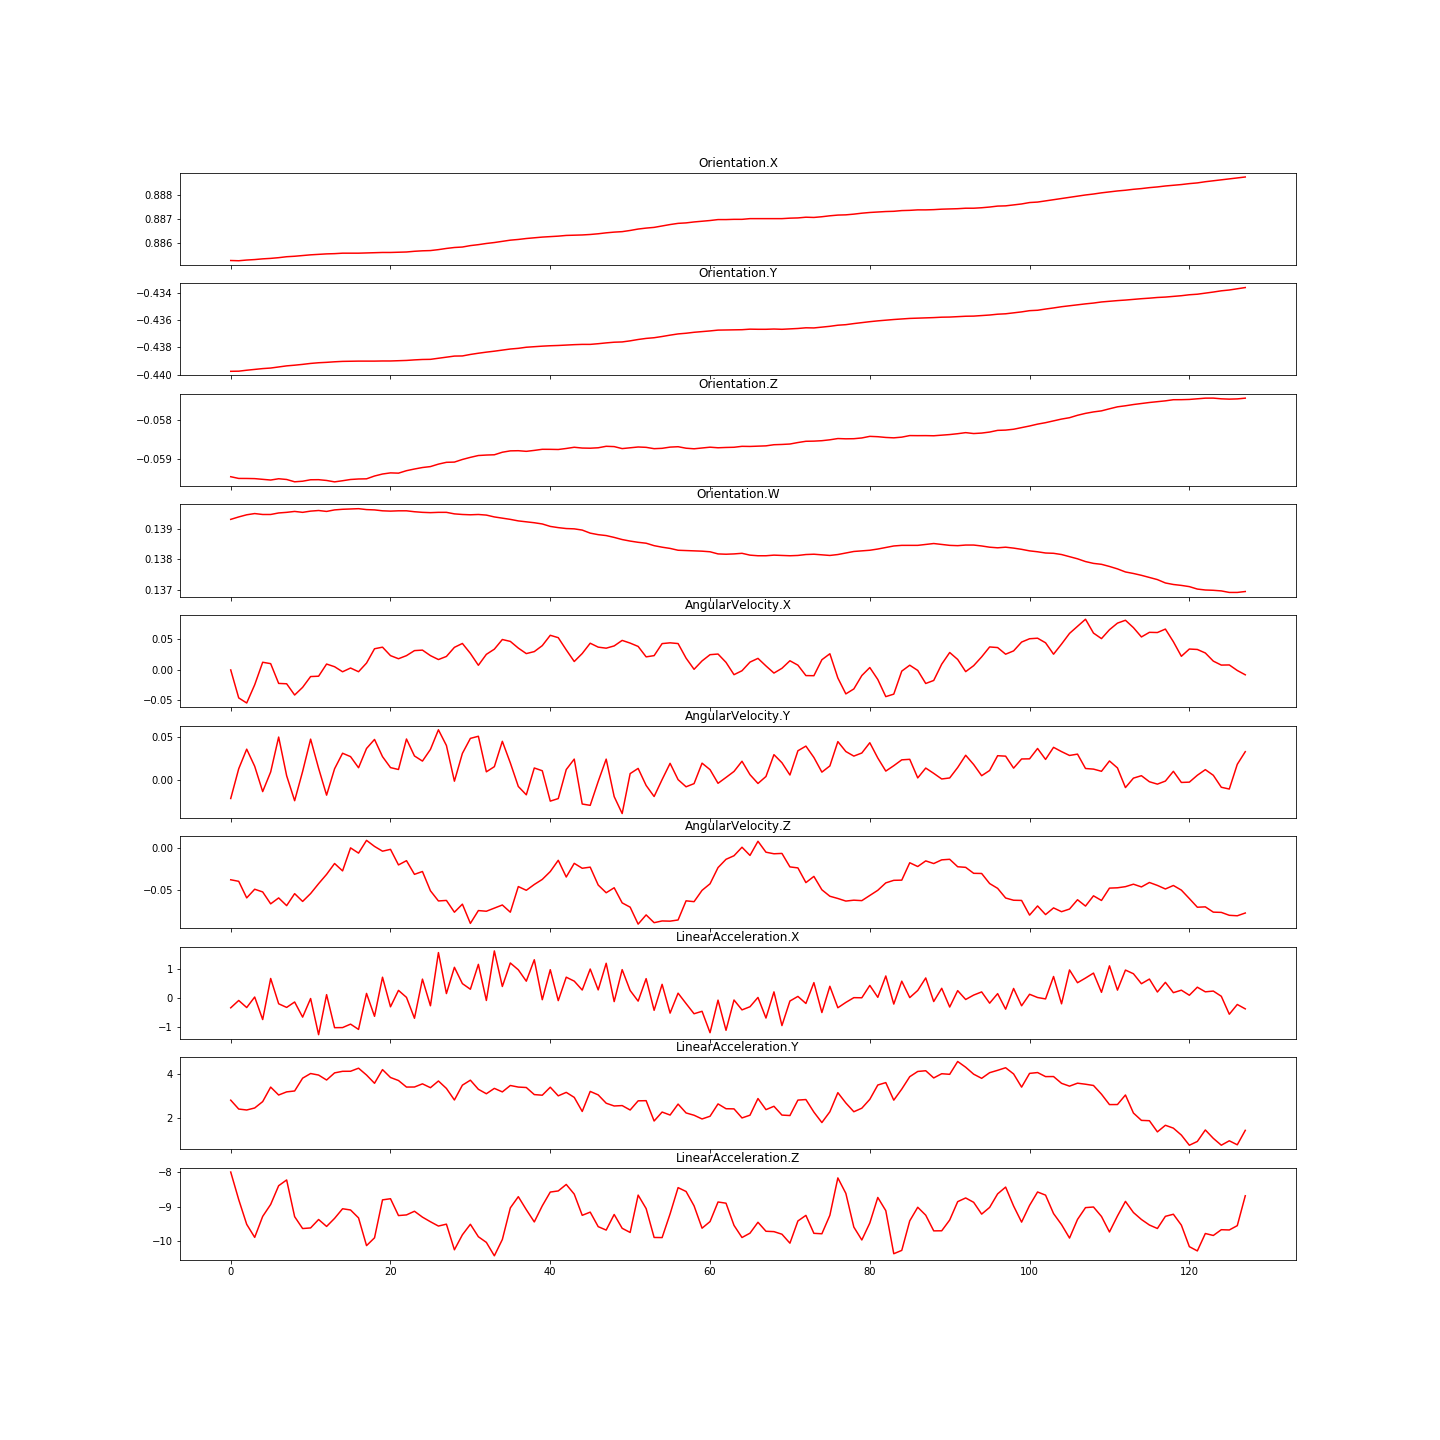 Orientation.X
0.888
0.887
0.886
Orientation.Y
−0.434
−0.436
−0.438
−0.440
Orientation.Z
−0.058
−0.059
Orientation.W
0.139
0.138
0.137
AngularVelocity.X
0.05
0.00
−0.05
AngularVelocity.Y
0.05
0.00
AngularVelocity.Z
0.00
−0.05
LinearAcceleration.X
1
0
−1
LinearAcceleration.Y
4
2
LinearAcceleration.Z
−8
−9
−10
0 20 40 60 80 100 120